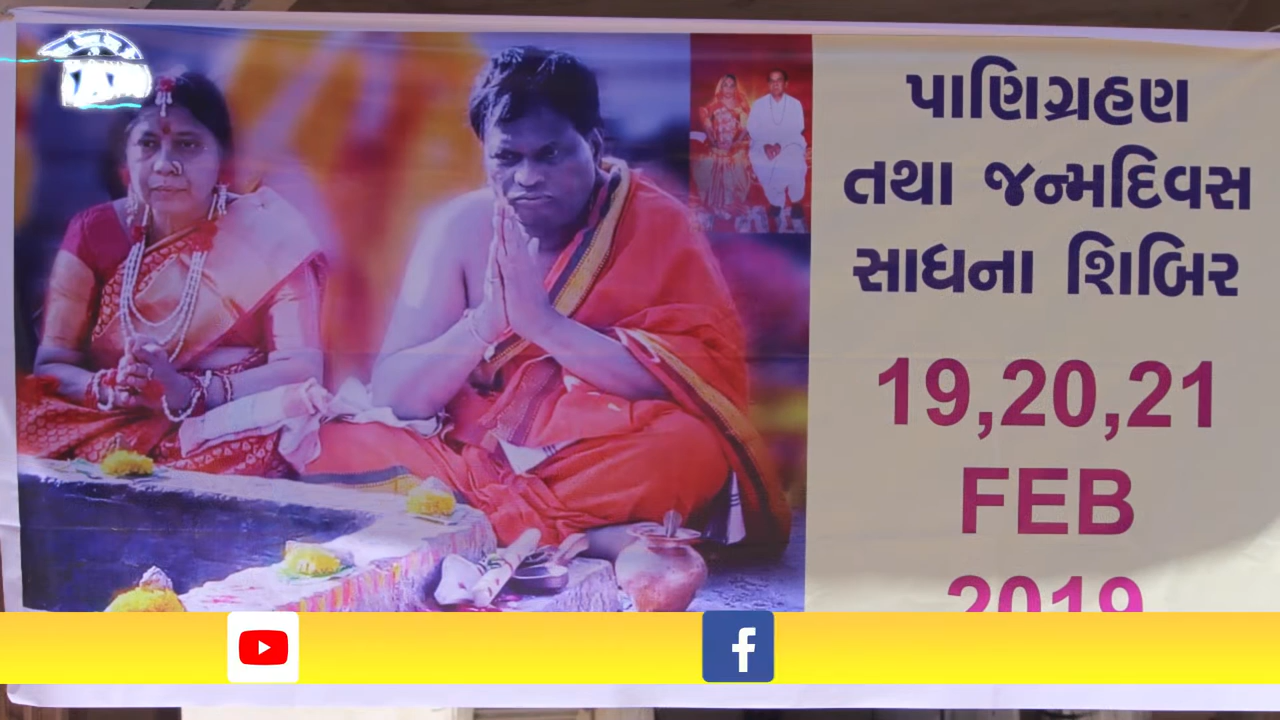 પાણિગ્રહણ
તથા જન્મદિવસ
સાધના શિબિર
19,20,21
FEB
2019